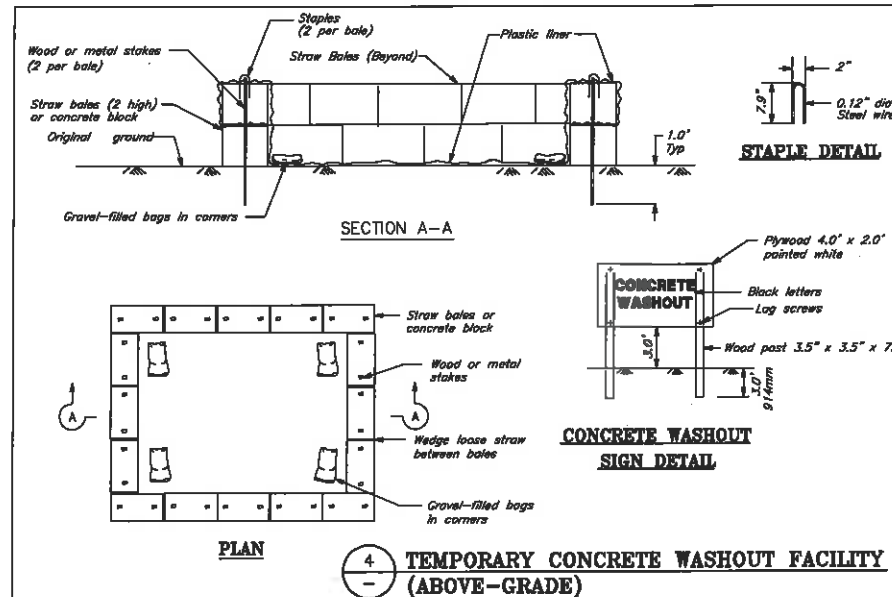 Staples
(2 per bale)
Wood or metal stakes
(2 per bale)
Straw Bales (Beyond)
Plastic liner
Straw bales (2 high)
or concrete block
Original ground
1.0'
Typ
Gravel-filled bags in corners
SECTION A-A
2"
7.9"
0.12" dia
Steel wire
STAPLE DETAIL
Plywood 4.0' x 2.0'
painted white
CONCRETE
WASHOUT
Black letters
Lag screws
3.0'
Wood post 3.5" x 3.5" x 7.
3.0'
914mm
CONCRETE WASHOUT
SIGN DETAIL
Straw bales or
concrete block
Wood or metal
stakes
A
A
Wedge loose straw
between bales
Gravel-filled bags
in corners
PLAN
4
-
TEMPORARY CONCRETE WASHOUT FACILITY
(ABOVE-GRADE)